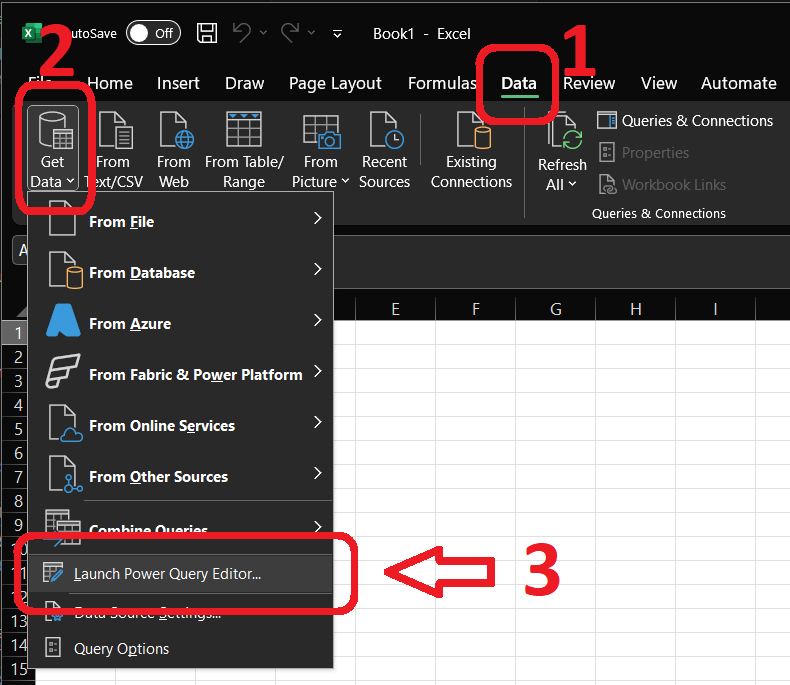 utoSave Off Book1 - Excel
1
2
File Home Insert Draw Page Layout Formulas Data Review View Automate
Get Data
From Text/CSV
From Web
From Table/ Range
From Picture
Recent Sources
Existing Connections
Refresh All
Queries & Connections
Properties
Workbook Links
Queries & Connections
A
From File
From Database
From Azure
From Fabric & Power Platform
From Online Services
From Other Sources
Combine Queries
Launch Power Query Editor...
Data Source Settings...
Query Options
3
E F G H I
1
2
3
4
5
6
7
8
9
10
11
12
13
14
15